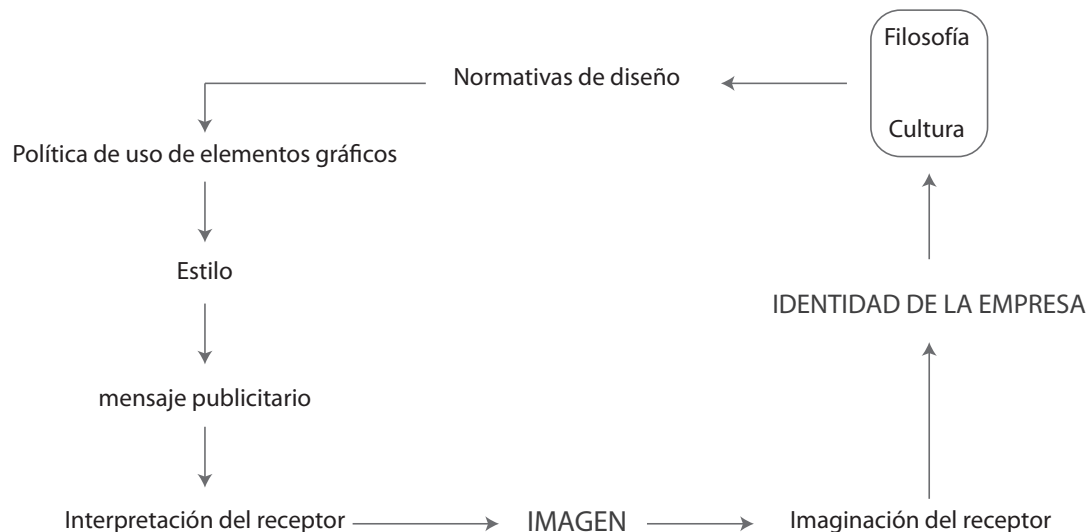 Filosofía
Normativas de diseño
Cultura
Política de uso de elementos gráficos
Estilo
IDENTIDAD DE LA EMPRESA
mensaje publicitario
Interpretación del receptor
IMAGEN
Imaginación del receptor